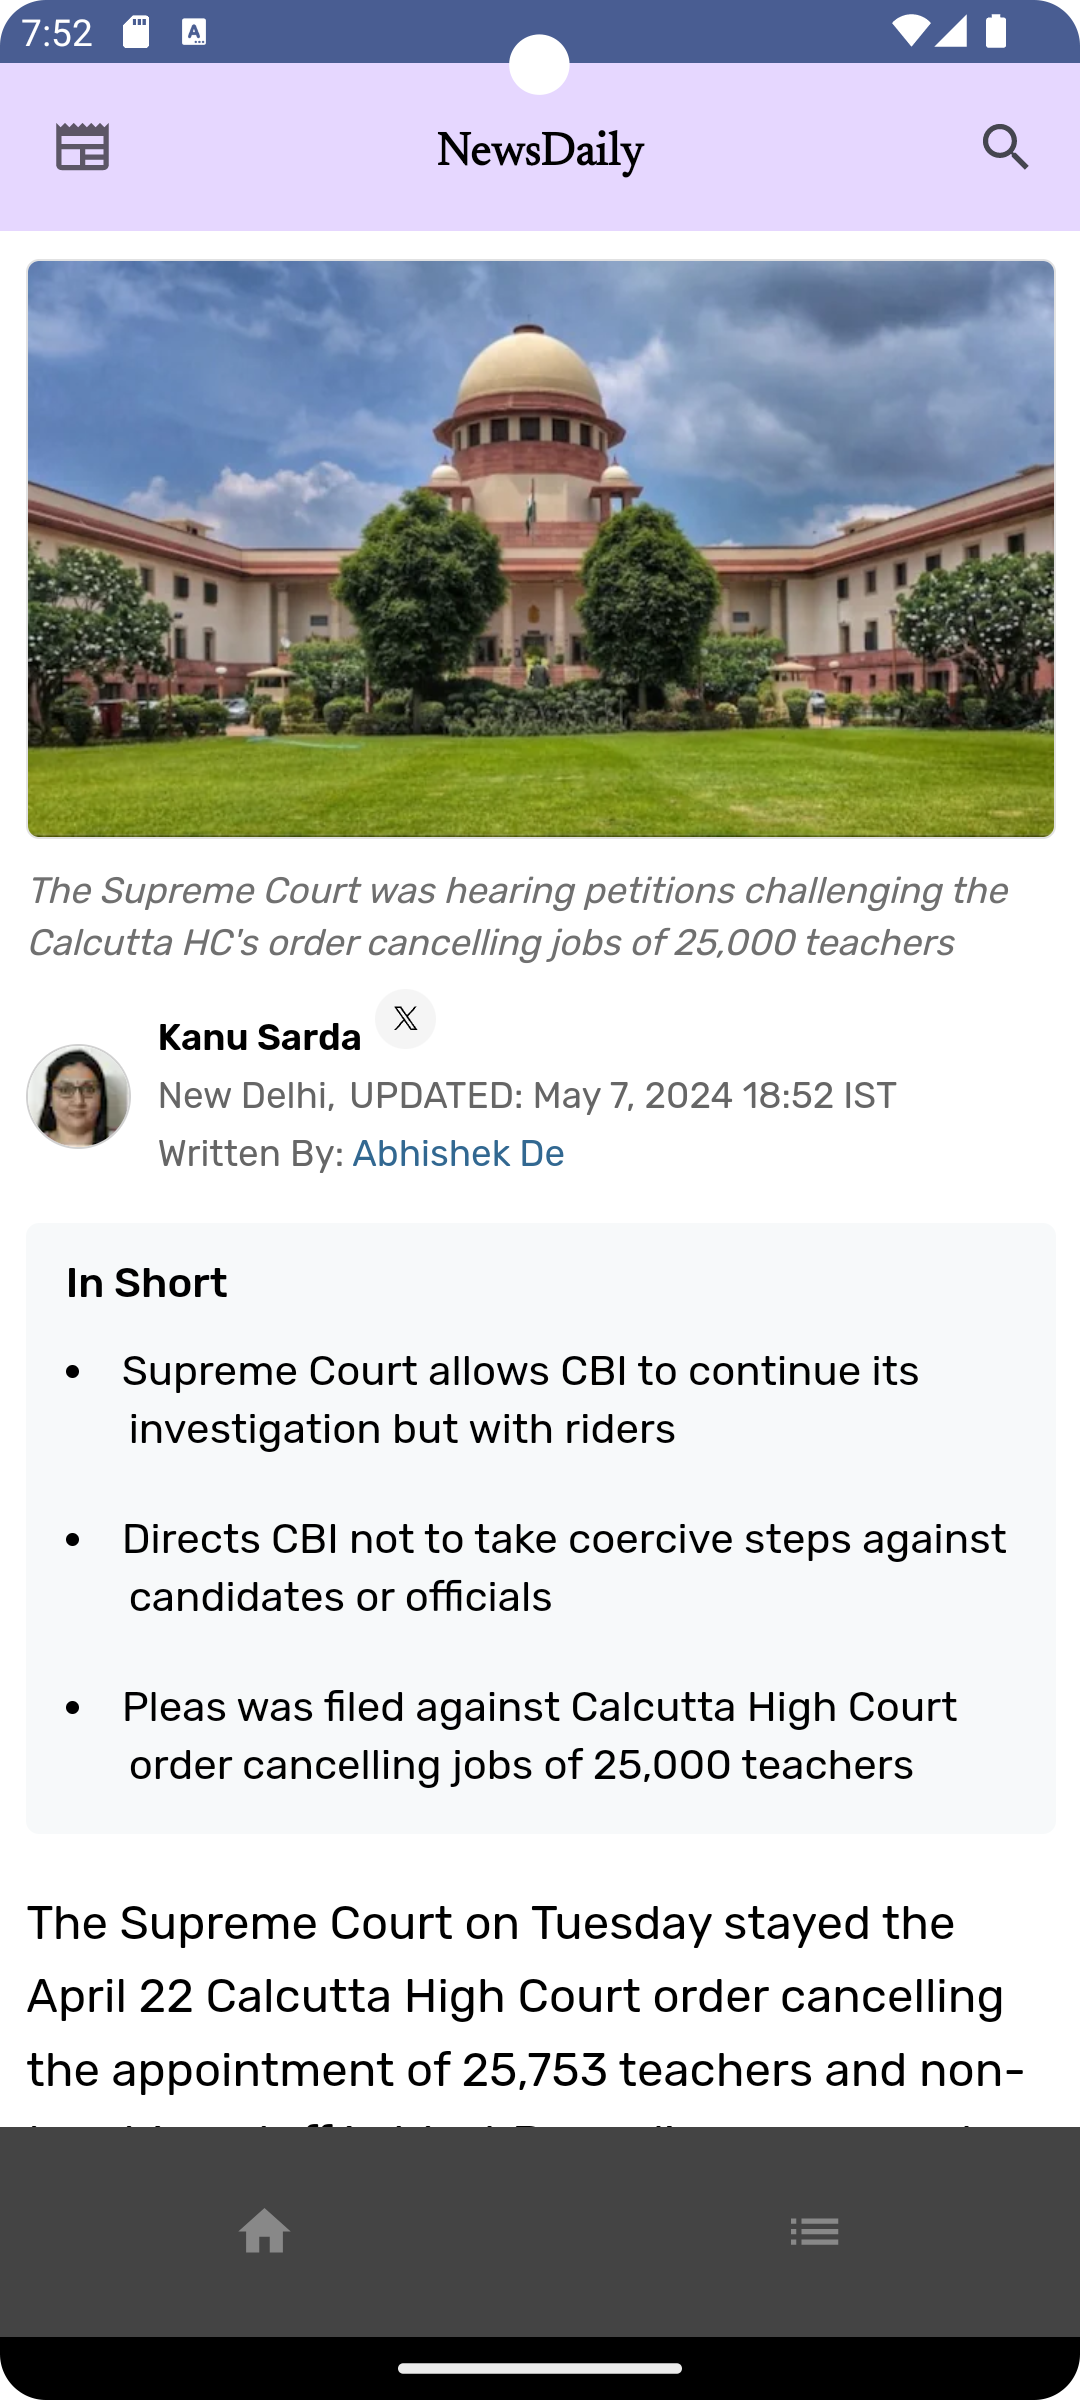 7:52
NewsDaily
The Supreme Court was hearing petitions challenging the
Calcutta HC's order cancelling jobs of 25,000 teachers
Kanu Sarda
New Delhi, UPDATED: May 7, 2024 18:52 IST
Written By: Abhishek De
In Short
• Supreme Court allows CBI to continue its
investigation but with riders
• Directs CBI not to take coercive steps against
candidates or officials
• Pleas was filed against Calcutta High Court
order cancelling jobs of 25,000 teachers
The Supreme Court on Tuesday stayed the
April 22 Calcutta High Court order cancelling
the appointment of 25,753 teachers and non-